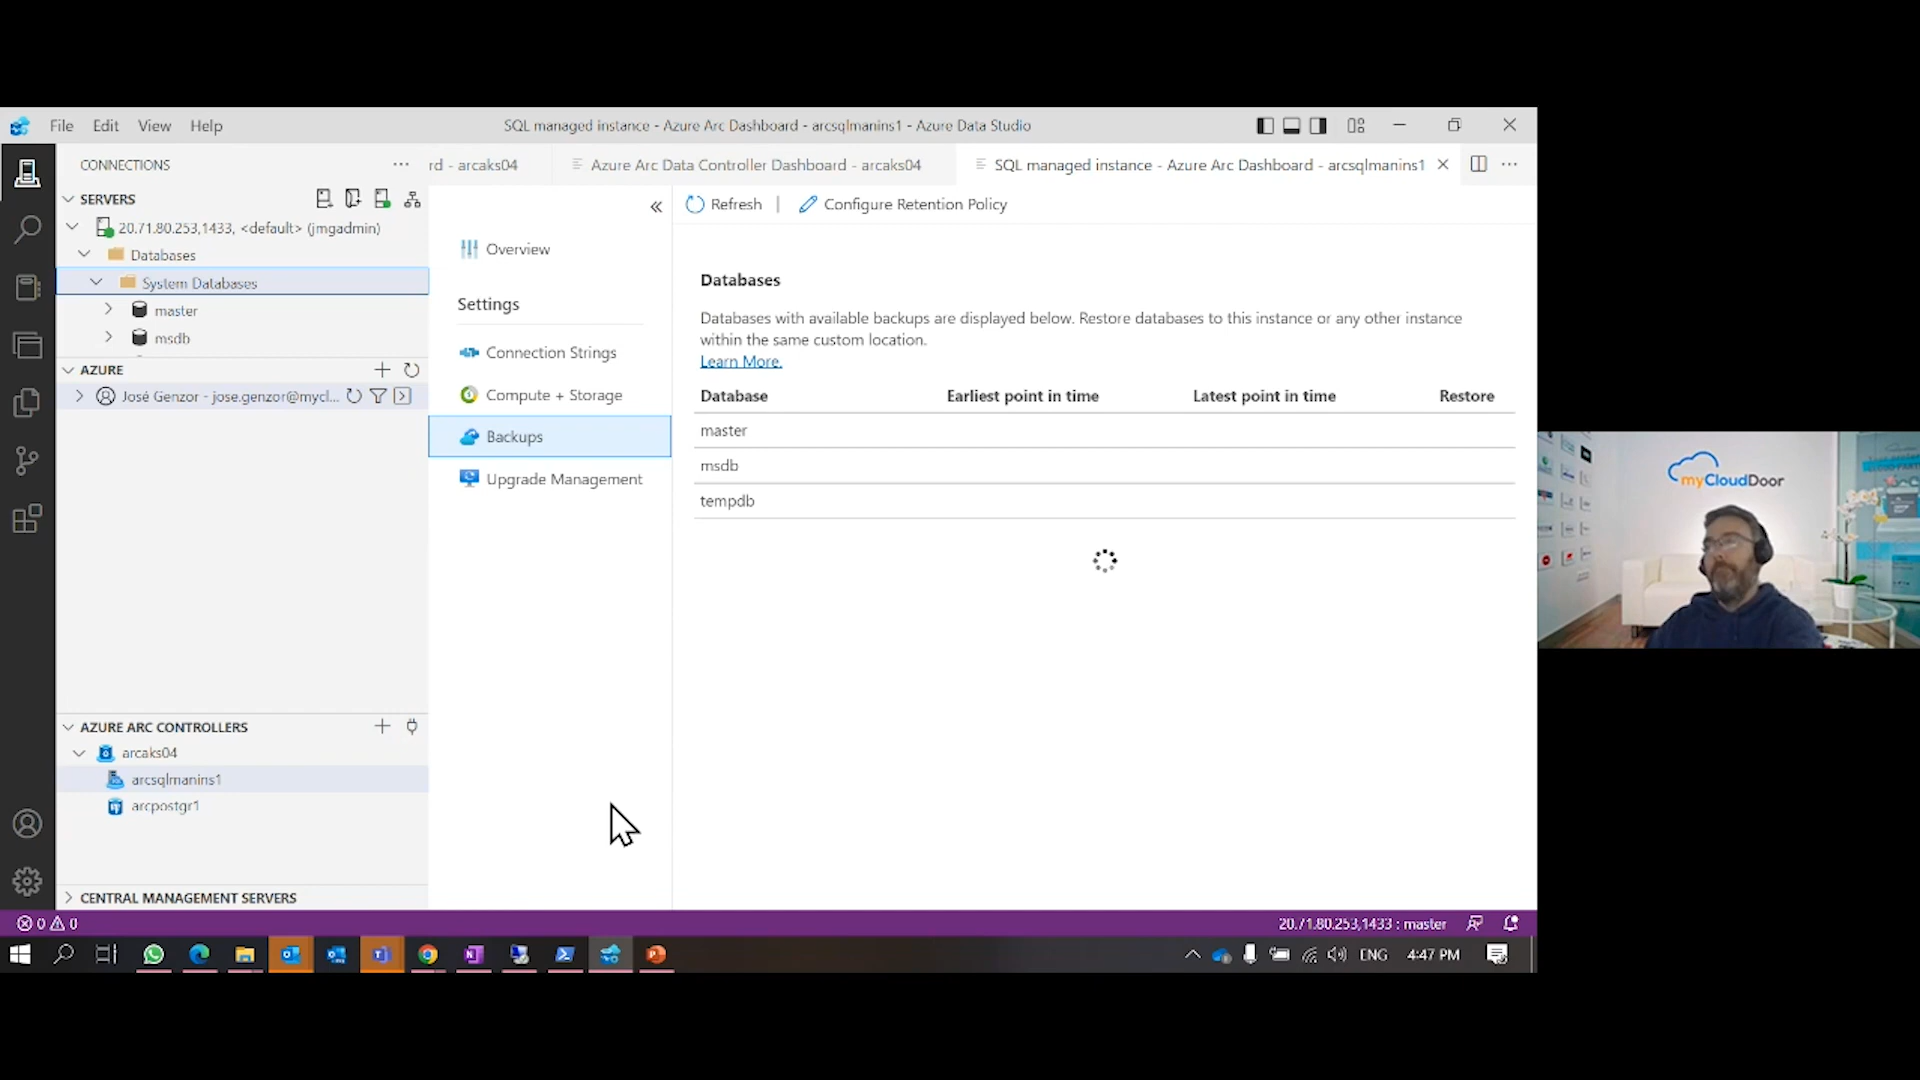 File Edit View Help
SQL managed instance - Azure Arc Dashboard - arcsqlmanins1 - Azure Data Studio
CONNECTIONS
rd - arcaks04
Azure Arc Data Controller Dashboard - arcaks04
SQL managed instance - Azure Arc Dashboard - arcsqlmanins1
SERVERS
20.71.80.253,1433, <default> (jmgadmin)
Databases
System Databases
master
msdb
AZURE
José Genzor - jose.genzor@mycl...
AZURE ARC CONTROLLERS
arcaks04
arcsqlmanins1
arcpostgr1
CENTRAL MANAGEMENT SERVERS
Overview
Settings
Connection Strings
Compute + Storage
Backups
Upgrade Management
Refresh | Configure Retention Policy
Databases
Databases with available backups are displayed below. Restore databases to this instance or any other instance
within the same custom location.
Learn More.
Database Earliest point in time Latest point in time Restore
master
msdb
tempdb
myCloudDoor
0 0
20.71.80.253,1433 : master
ENG 4:47 PM